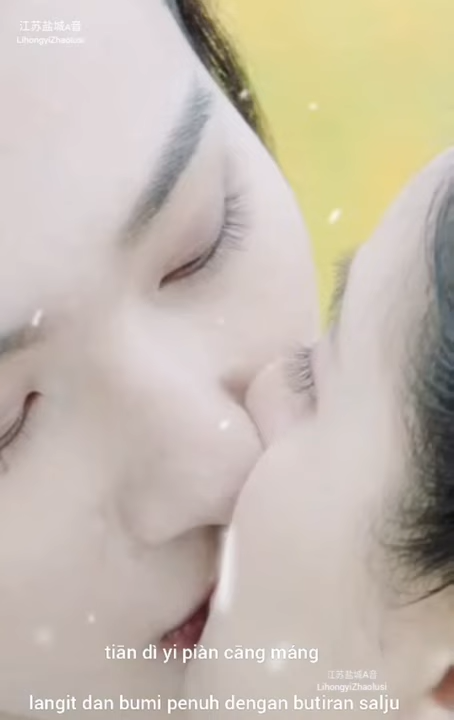 江苏盐城A音
LihongyiZhaolusi
tiān dì yi piàn cāng máng
江苏盐城A音
LihongyiZhaolusi
langit dan bumi penuh dengan butiran salju